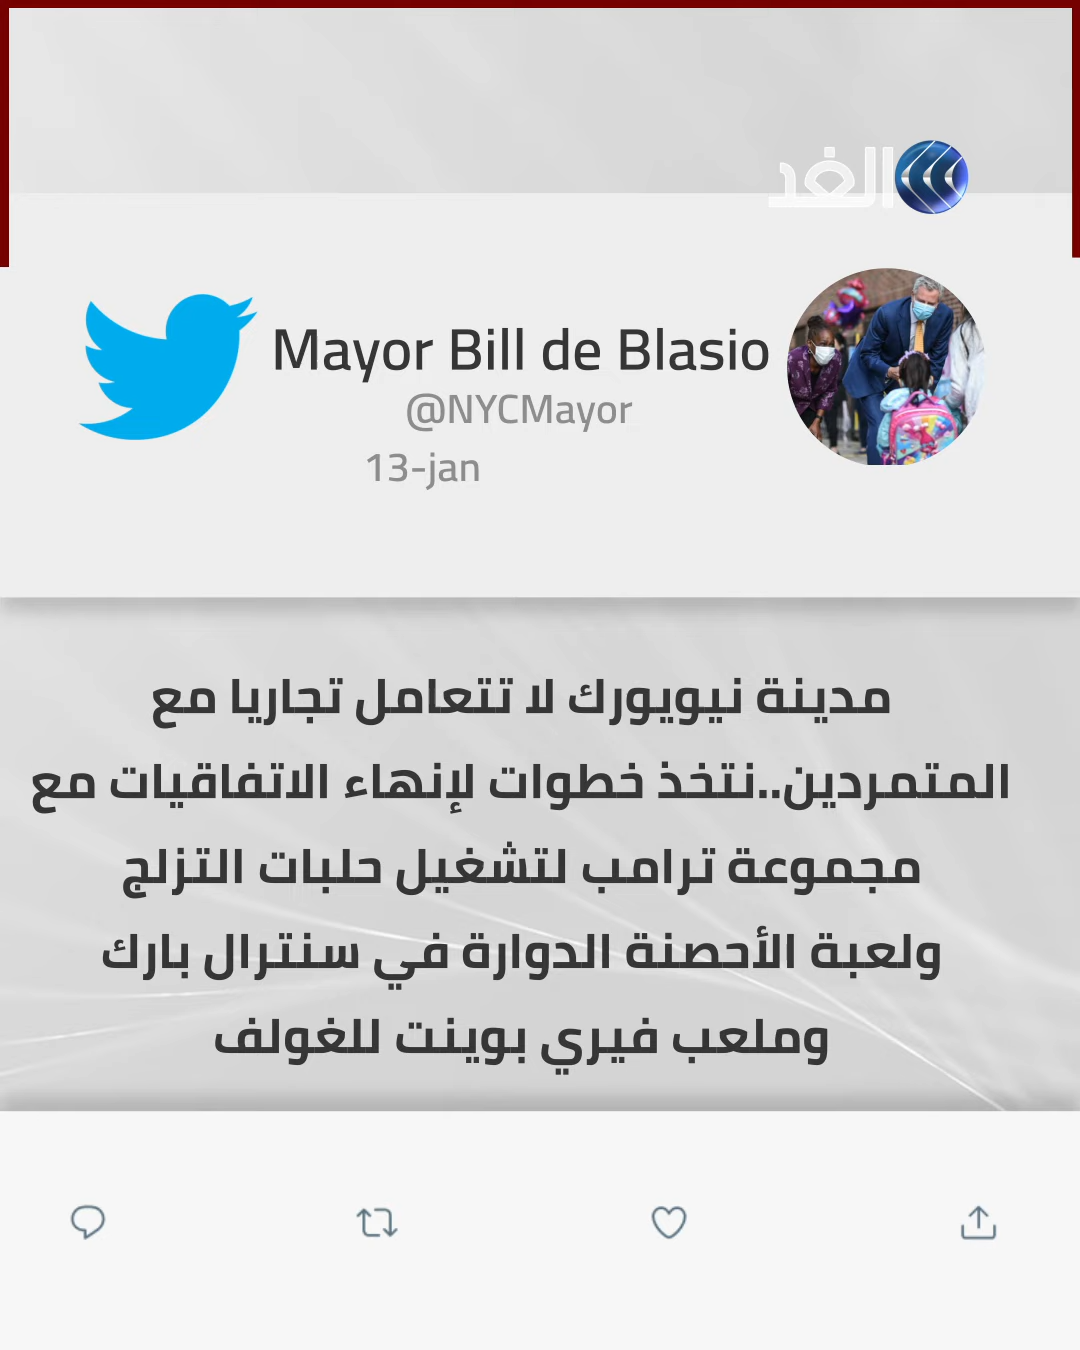 الغد
Mayor Bill de Blasio
@NYCMayor
13-jan
مدينة نيويورك لا تتعامل تجاريا مع
المتمردين..نتخذ خطوات لإنهاء الاتفاقيات مع
مجموعة ترامب لتشغيل حلبات التزلج
ولعبة الأحصنة الدوارة في سنترال بارك
وملعب فيري بوينت للغولف